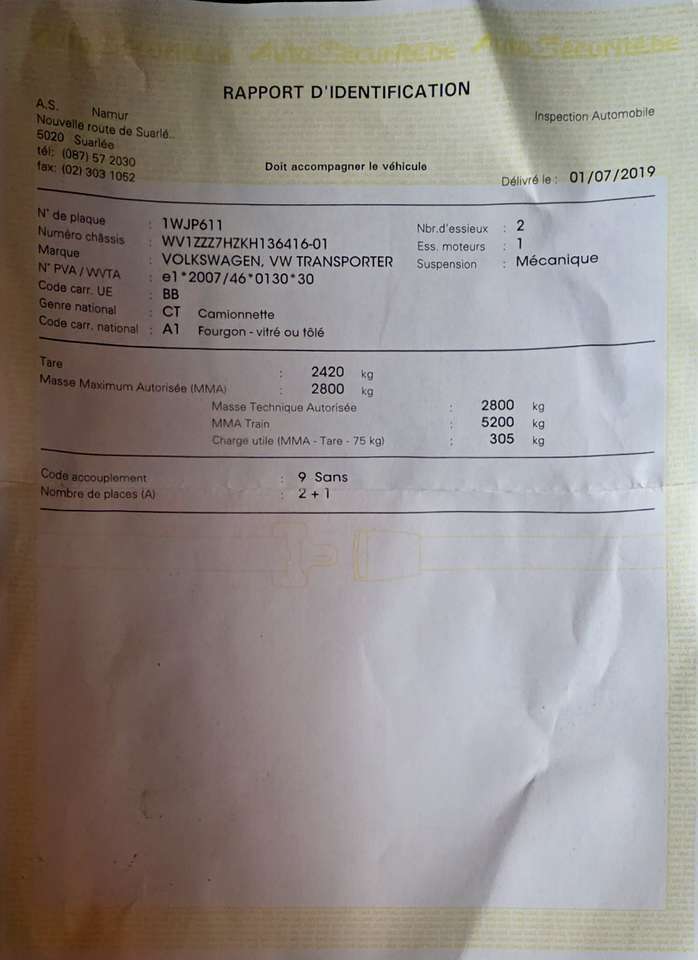 AUTO SÉCURITÉ.BE AUTO SÉCURITÉ.BE AUTO SÉCURITÉ.BE
RAPPORT D'IDENTIFICATION
A.S. Namur
Nouvelle route de Suarlé..
5020 Suarlée
tél: (087) 57 2030
fax: (02) 303 1052
Inspection Automobile
Doit accompagner le véhicule
Délivré le : 01/07/2019
N° de plaque : 1WJP611
Numéro châssis : WV1ZZZ7HZKH136416-01
Marque : VOLKSWAGEN, VW TRANSPORTER
N° PVA / WVTA : e1*2007/46*0130*30
Code carr. UE : BB
Genre national : CT Camionnette
Code carr. national : A1 Fourgon - vitré ou tôlé
Nbr.d'essieux : 2
Ess. moteurs : 1
Suspension : Mécanique
Tare : 2420 kg
Masse Maximum Autorisée (MMA) : 2800 kg
Masse Technique Autorisée : 2800 kg
MMA Train : 5200 kg
Charge utile (MMA - Tare - 75 kg) : 305 kg
Code accouplement : 9 Sans
Nombre de places (A) : 2 + 1